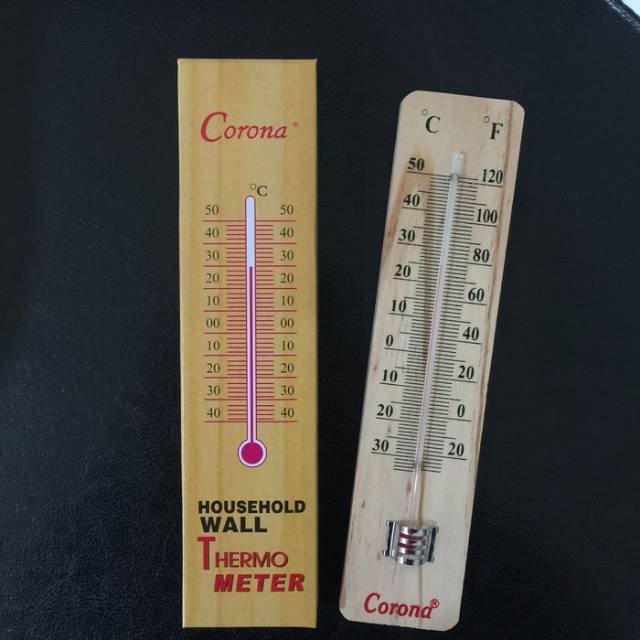 Corona®
°C
50 50
40 40
30 30
20 20
10 10
00 00
10 10
20 20
30 30
40 40
HOUSEHOLD
WALL
THERMO
METER
°C °F
50 120
40 100
30 80
20 60
10 40
0 20
10 0
20 20
30
Corona®